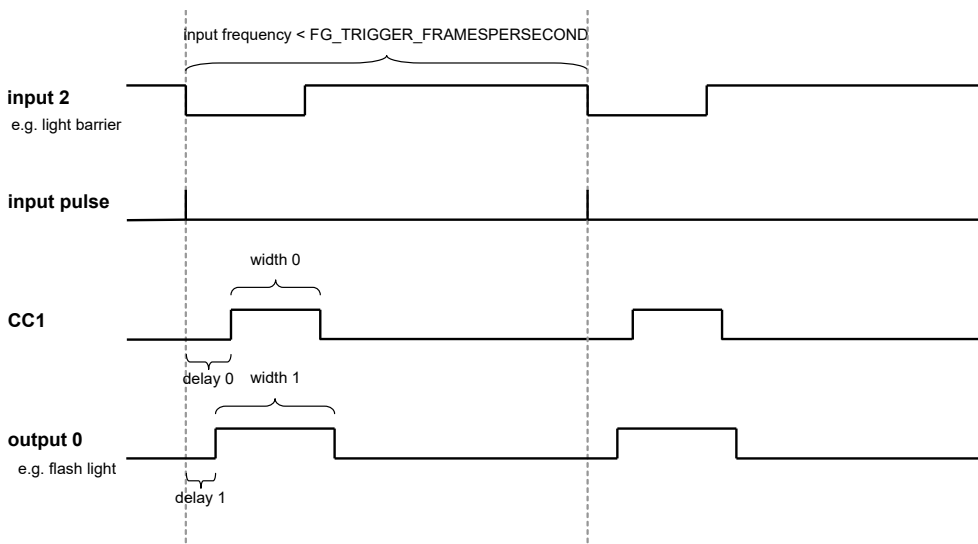 input frequency < FG_TRIGGER_FRAMESPERSECOND
input 2
e.g. light barrier
input pulse
width 0
CC1
delay 0
width 1
output 0
e.g. flash light
delay 1